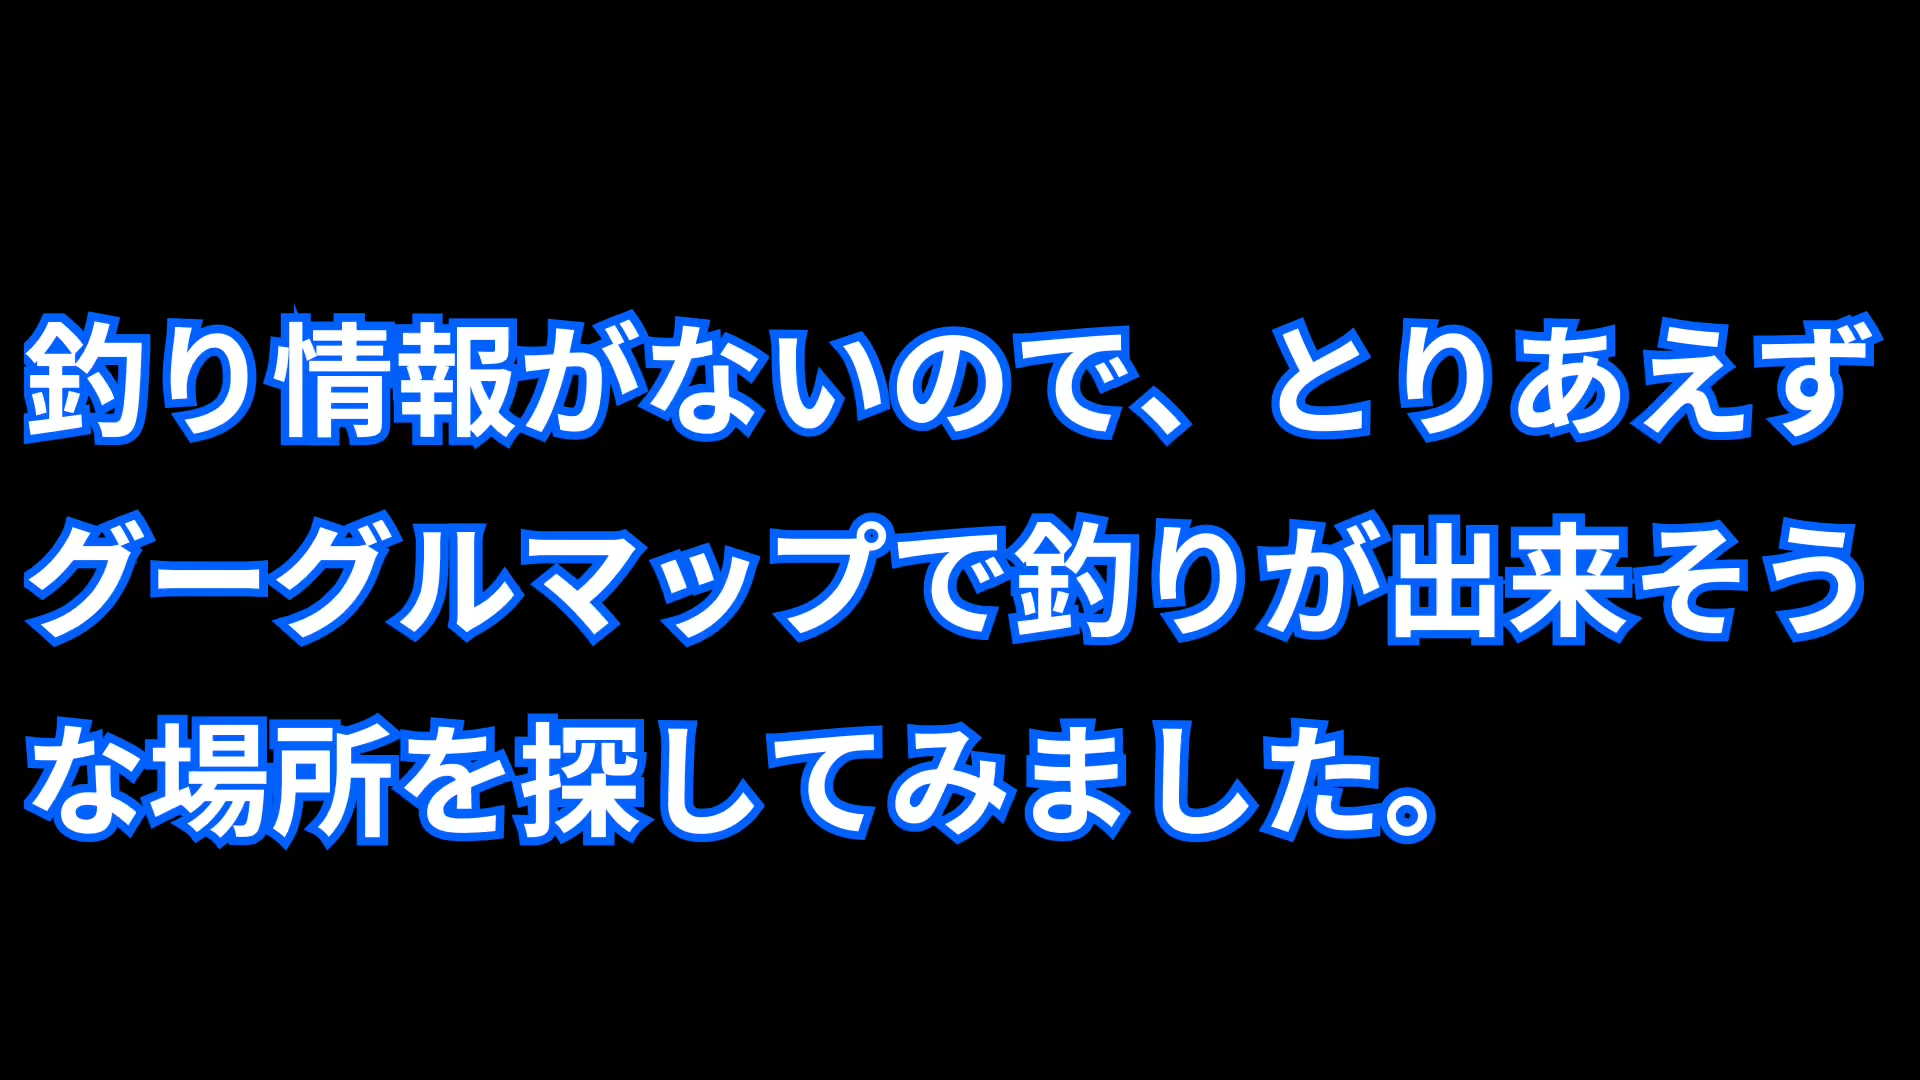 釣り情報がないので、とりあえず
グーグルマップで釣りが出来そう
な場所を探してみました。